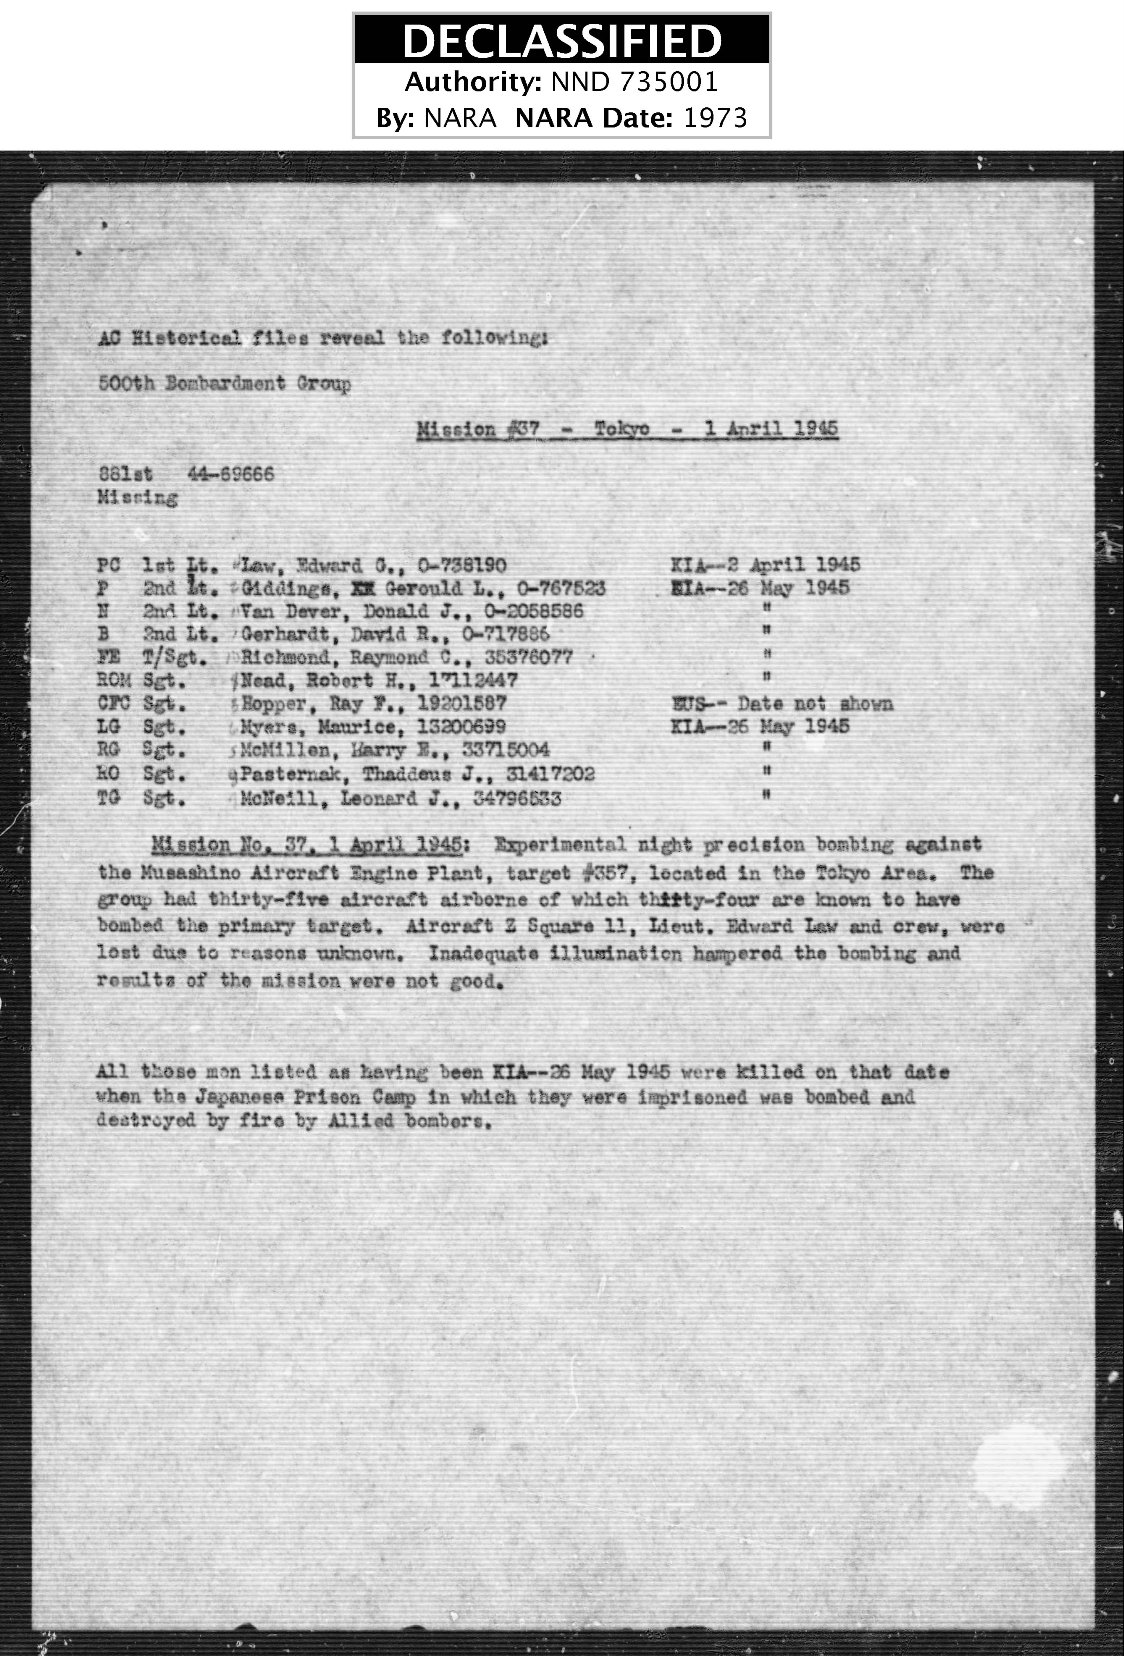 DECLASSIFIED
Authority: NND 735001
By: NARA NARA Date: 1973
AC Historical files reveal the following:
500th Bombardment Group
Mission #37 - Tokyo - 1 April 1945
881st 44-69666
Missing
PC 1st Lt. Law, Edward G., O-738190 KIA--2 April 1945
P 2nd Lt. Giddings, XX Gerould L., O-767523 KIA--26 May 1945
N 2nd Lt. Van Dever, Donald J., O-2058586 "
B 2nd Lt. Gerhardt, David R., O-717886 "
FE T/Sgt. Richmond, Raymond C., 35376077 "
ROM Sgt. Nead, Robert H., 17112447 "
CFC Sgt. Hopper, Ray F., 19201587 EUS-- Date not shown
LG Sgt. Myers, Maurice, 13200699 KIA--26 May 1945
RG Sgt. McMillen, Harry E., 33715004 "
RO Sgt. Pasternak, Thaddeus J., 31417202 "
TG Sgt. McNeill, Leonard J., 34796533 "
Mission No. 37, 1 April 1945: Experimental night precision bombing against
the Musashino Aircraft Engine Plant, target #357, located in the Tokyo Area. The
group had thirty-five aircraft airborne of which thirty-four are known to have
bombed the primary target. Aircraft Z Square 11, Lieut. Edward Law and crew, were
lost due to reasons unknown. Inadequate illumination hampered the bombing and
results of the mission were not good.
All those men listed as having been KIA--26 May 1945 were killed on that date
when the Japanese Prison Camp in which they were imprisoned was bombed and
destroyed by fire by Allied bombers.